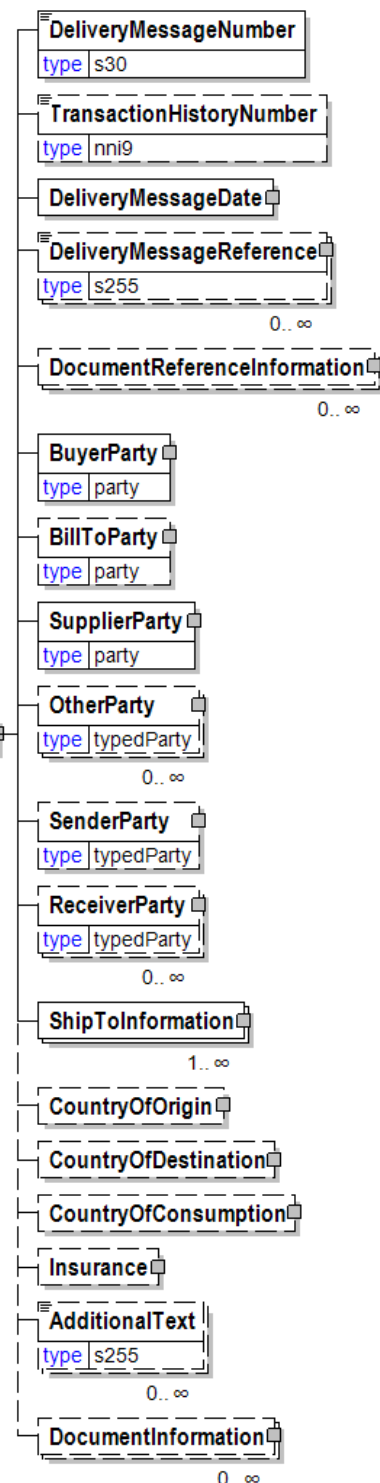 DeliveryMessageNumber
type s30
TransactionHistoryNumber
type nni9
DeliveryMessageDate
DeliveryMessageReference
type s255
0.. ∞
DocumentReferenceInformation
0.. ∞
BuyerParty
type party
BillToParty
type party
SupplierParty
type party
OtherParty
type typedParty
0.. ∞
SenderParty
type typedParty
ReceiverParty
type typedParty
0.. ∞
ShipToInformation
1.. ∞
CountryOfOrigin
CountryOfDestination
CountryOfConsumption
Insurance
AdditionalText
type s255
0.. ∞
DocumentInformation
0.. ∞